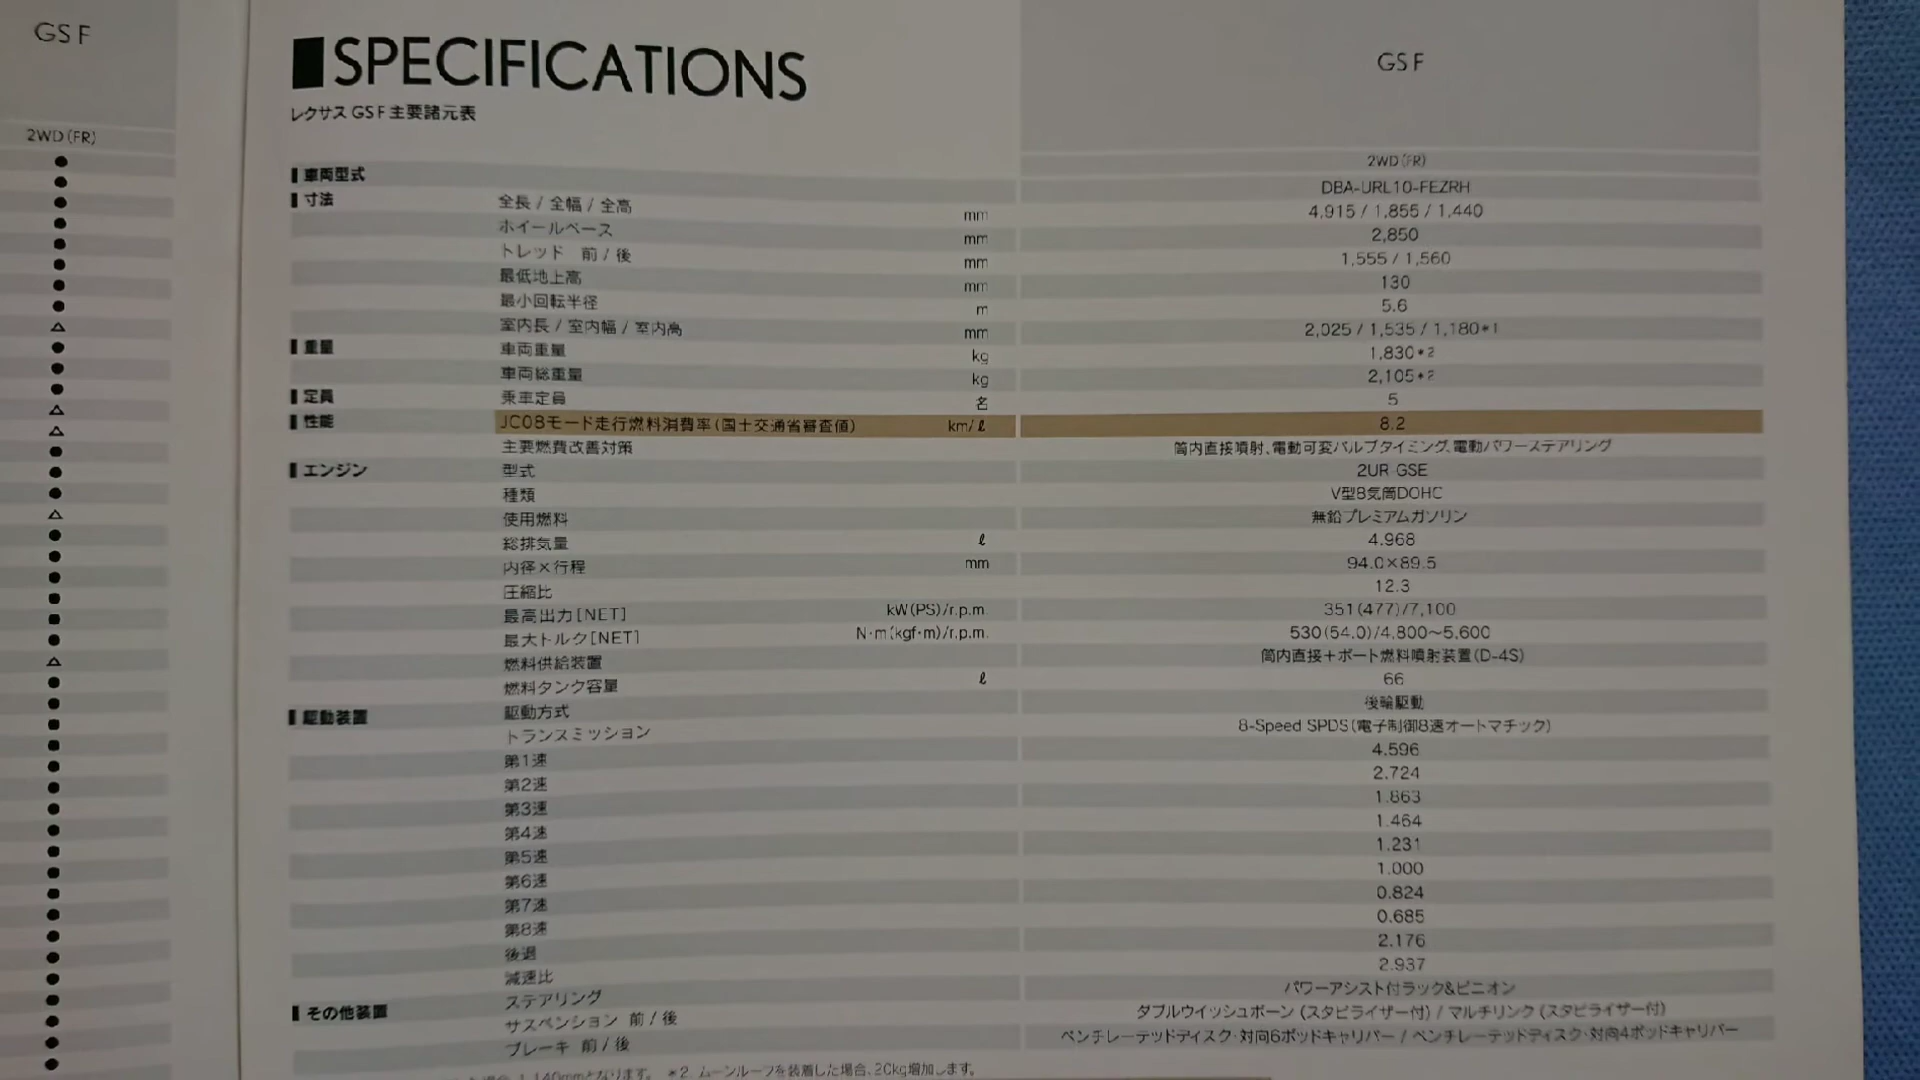 GS F
2WD(FR)
SPECIFICATIONS
レクサス GS F 主要諸元表
GS F
2WD(FR)
車両型式 DBA-URL10-FEZRH
寸法 全長 / 全幅 / 全高 mm 4,915 / 1,855 / 1,440
ホイールベース mm 2,850
トレッド 前 / 後 mm 1,555 / 1,560
最低地上高 mm 130
最小回転半径 m 5.6
室内長 / 室内幅 / 室内高 mm 2,025 / 1,535 / 1,180*1
重量 車両重量 kg 1,830*2
車両総重量 kg 2,105*2
定員 乗車定員 名 5
性能 JC08モード走行燃料消費率(国土交通省審査値) km/ℓ 8.2
主要燃費改善対策 筒内直接噴射、電動可変バルブタイミング、電動パワーステアリング
エンジン 型式 2UR-GSE
種類 V型8気筒DOHC
使用燃料 無鉛プレミアムガソリン
総排気量 ℓ 4.968
内径×行程 mm 94.0×89.5
圧縮比 12.3
最高出力[NET] kW(PS)/r.p.m. 351(477)/7,100
最大トルク[NET] N·m(kgf·m)/r.p.m. 530(54.0)/4,800〜5,600
燃料供給装置 筒内直接+ポート燃料噴射装置(D-4S)
燃料タンク容量 ℓ 66
駆動装置 駆動方式 後輪駆動
トランスミッション 8-Speed SPDS(電子制御8速オートマチック)
第1速 4.596
第2速 2.724
第3速 1.863
第4速 1.464
第5速 1.231
第6速 1.000
第7速 0.824
第8速 0.685
後退 2.176
減速比 2.937
その他装置 ステアリング パワーアシスト付ラック&ピニオン
サスペンション 前 / 後 ダブルウイッシュボーン (スタビライザー付) / マルチリンク (スタビライザー付)
ブレーキ 前 / 後 ベンチレーテッドディスク・対向6ポッドキャリパー / ベンチレーテッドディスク・対向4ポッドキャリパー
1,140mmとなります。 *2. ムーンルーフを装着した場合、20kg増加します。